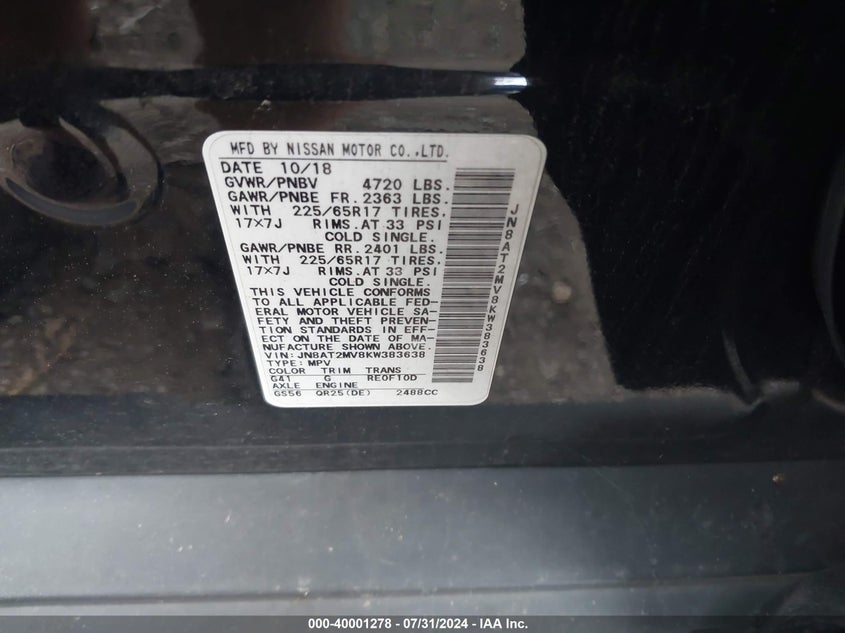 MFD BY NISSAN MOTOR CO.,LTD.
DATE 10/18
GVWR/PNBV 4720 LBS.
GAWR/PNBE FR. 2363 LBS.
WITH 225/65R17 TIRES,
17×7J RIMS.AT 33 PSI
COLD SINGLE.
GAWR/PNBE RR. 2401 LBS.
WITH 225/65R17 TIRES.
17×7J RIMS.AT 33 PSI
COLD SINGLE.
THIS VEHICLE CONFORMS
TO ALL APPLICABLE FED-
ERAL MOTOR VEHICLE SA-
FETY AND THEFT PREVEN-
TION STANDARDS IN EFF-
ECT ON THE DATE OF MA-
NUFACTURE SHOWN ABOVE.
VIN: JN8AT2MV8KW383638
TYPE: MPV
COLOR TRIM TRANS
G41 G RE0F10D
AXLE ENGINE
GS56 QR25(DE) 2488CC
JN8AT2MV8KW383638
000-40001278 - 07/31/2024 - IAA Inc.